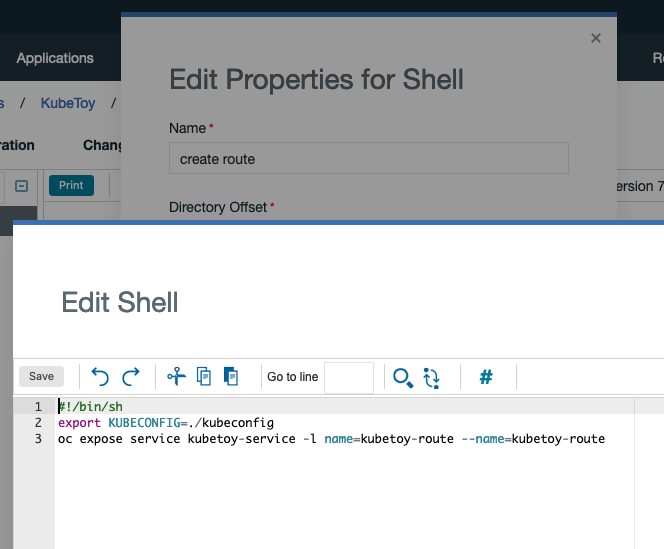 Applications
s / KubeToy /
ration Chang
Print
ersion 7
Edit Properties for Shell
Name *
create route
Directory Offset *
Edit Shell
Save
Go to line
#
1 #!/bin/sh
2 export KUBECONFIG=./kubeconfig
3 oc expose service kubetoy-service -l name=kubetoy-route --name=kubetoy-route